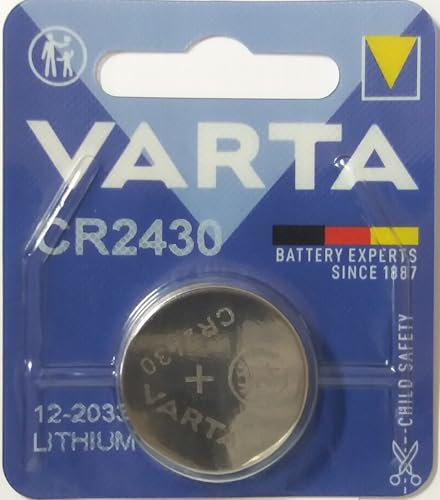 VARTA
CR2430
BATTERY EXPERTS
SINCE 1887
CHILD SAFETY
CR2430
+
VARTA
12-2033
LITHIUM